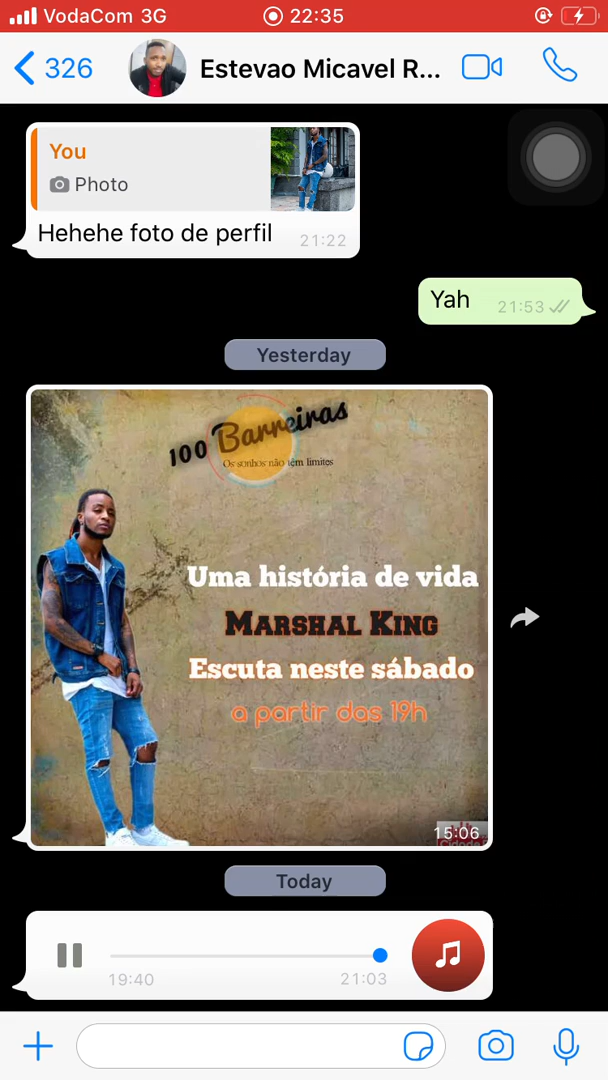 VodaCom 3G 22:35
326 Estevao Micavel R...
You
Photo
Hehehe foto de perfil 21:22
Yah 21:53
Yesterday
100 Barreiras
Os sonhos não têm limites
Uma história de vida
MARSHAL KING
Escuta neste sábado
a partir das 19h
15:06
Cidade
Today
19:40 21:03